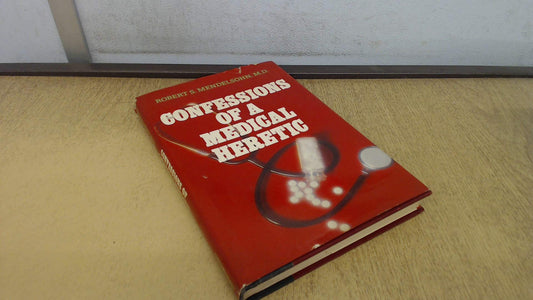 ROBERT S. MENDELSOHN, M.D.
CONFESSIONS
OF A
MEDICAL
HERETIC